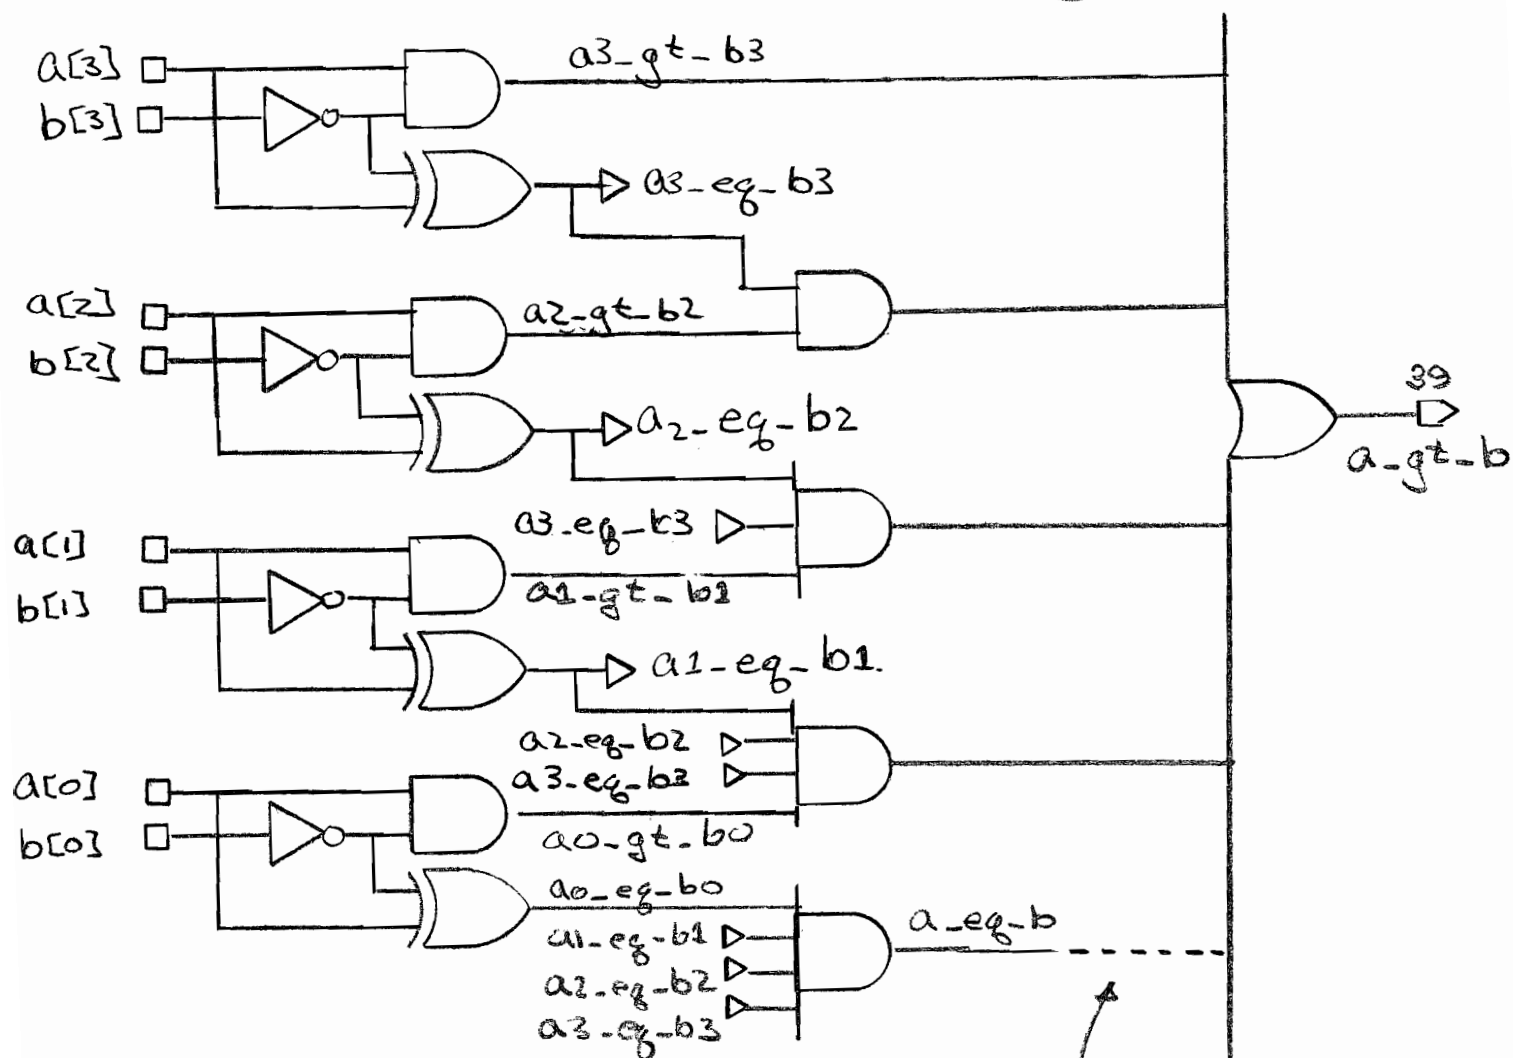 a[3]
a3_gt_b3
b[3]
a3_eq_b3
a[2]
a2_gt_b2
b[2]
39
a2_eq_b2
a_gt_b
a3_eq_b3
a[1]
a1_gt_b1
b[1]
a1_eq_b1.
a2_eq_b2
a3_eq_b3
a[0]
a0_gt_b0
b[0]
a0_eq_b0
a_eq_b
a1_eq_b1
a2_eq_b2
a3_eq_b3